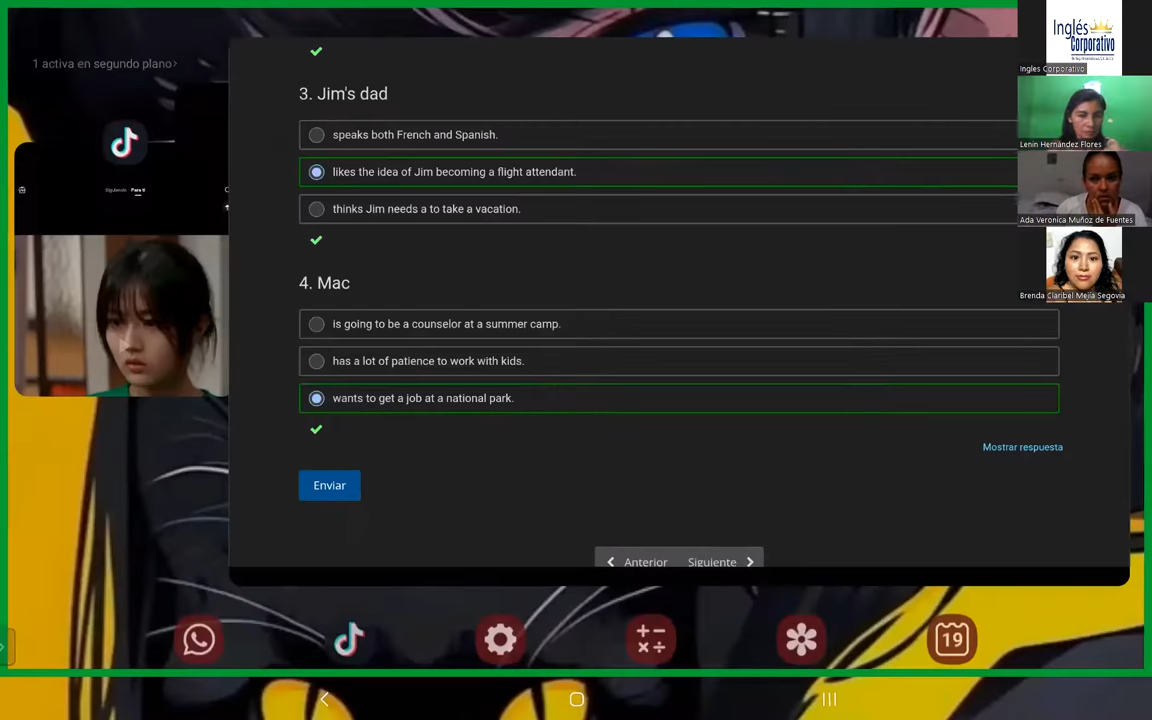 1 activa en segundo plano>
Siguiendo Para ti
3. Jim's dad
speaks both French and Spanish.
likes the idea of Jim becoming a flight attendant.
thinks Jim needs a to take a vacation.
4. Mac
is going to be a counselor at a summer camp.
has a lot of patience to work with kids.
wants to get a job at a national park.
Mostrar respuesta
Enviar
Anterior Siguiente
19
Inglés
Corporativo
Ingles Corporativo
Lenin Hernández Flores
Ada Veronica Muñoz de Fuentes
Brenda Claribel Mejía Segovia